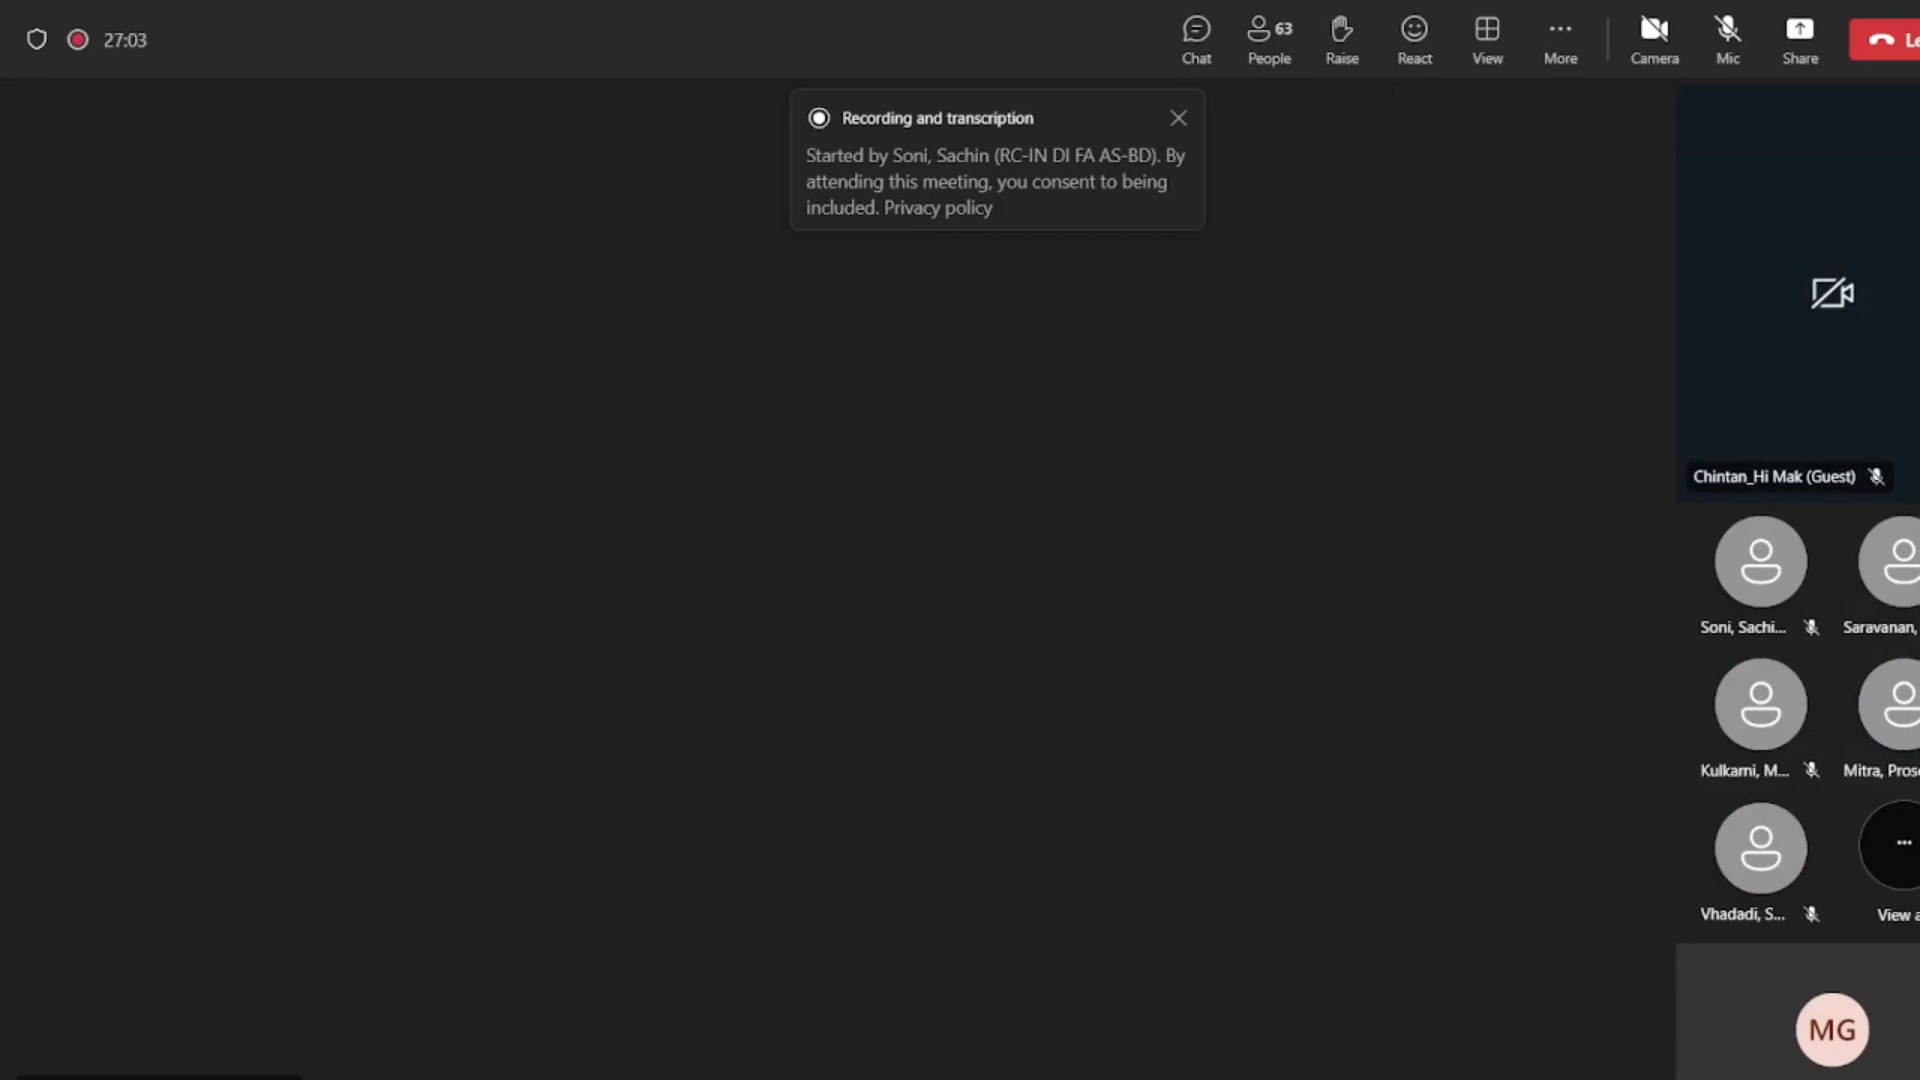 27:03
Chat
63
People
Raise
React
View
More
Camera
Mic
Share
Recording and transcription
Started by Soni, Sachin (RC-IN DI FA AS-BD). By
attending this meeting, you consent to being
included. Privacy policy
Chintan_Hi Mak (Guest)
Soni, Sachi...
Saravanan,
Kulkarni, M...
Mitra, Pros
Vhadadi, S...
View
MG